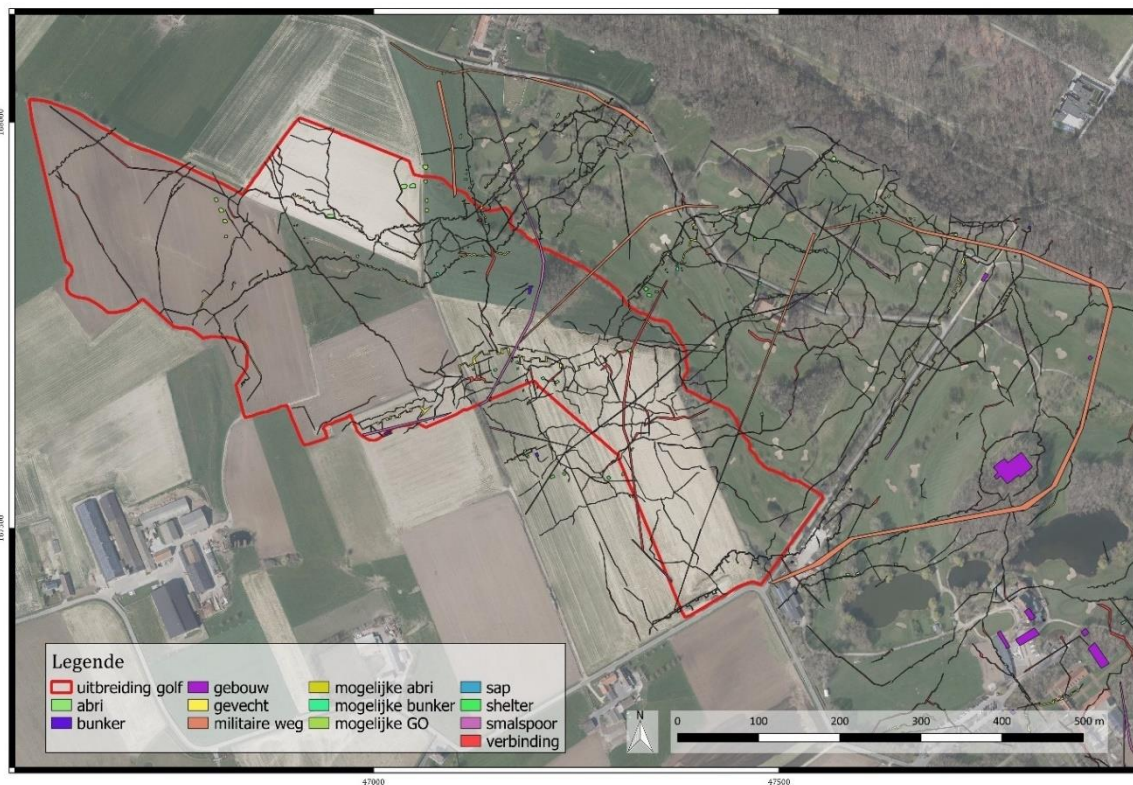 Legende
uitbreiding golf gebouw mogelijke abri sap
abri gevecht mogelijke bunker shelter
bunker militaire weg mogelijke GO smalspoor
verbinding
N
0 100 200 300 400 500 m
47000 47500